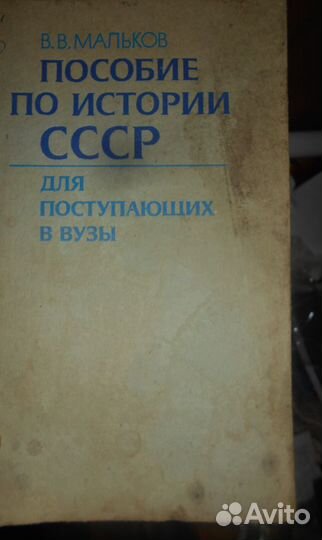 В. В. МАЛЬКОВ
ПОСОБИЕ
ПО ИСТОРИИ
СССР
ДЛЯ
ПОСТУПАЮЩИХ
В ВУЗЫ
Avito